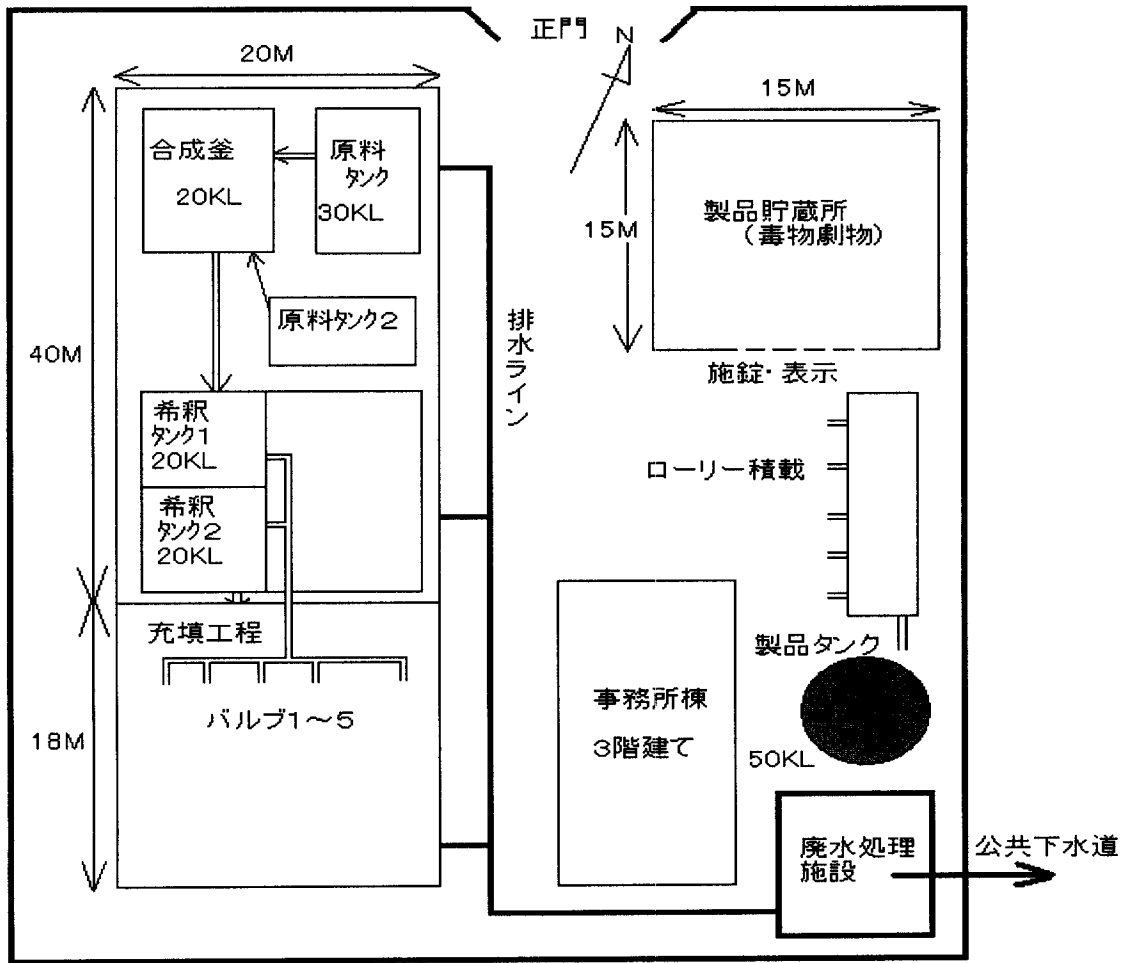 正門
N
20M
15M
合成釜
20KL
原料
タンク
30KL
原料タンク2
40M
15M
製品貯蔵所
(毒物劇物)
施錠・表示
排水ライン
希釈
タンク1
20KL
希釈
タンク2
20KL
ローリー積載
充填工程
バルブ1~5
18M
製品タンク
50KL
事務所棟
3階建て
廃水処理
施設
公共下水道